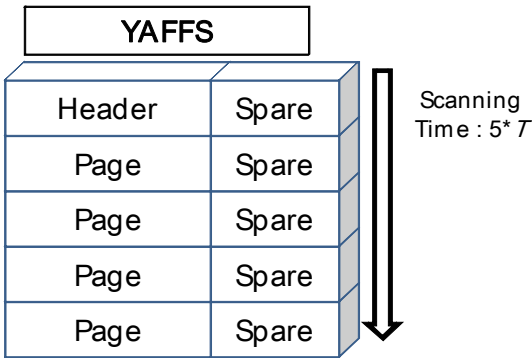 YAFFS
Header Spare
Scanning
Time : 5* T
Page Spare
Page Spare
Page Spare
Page Spare